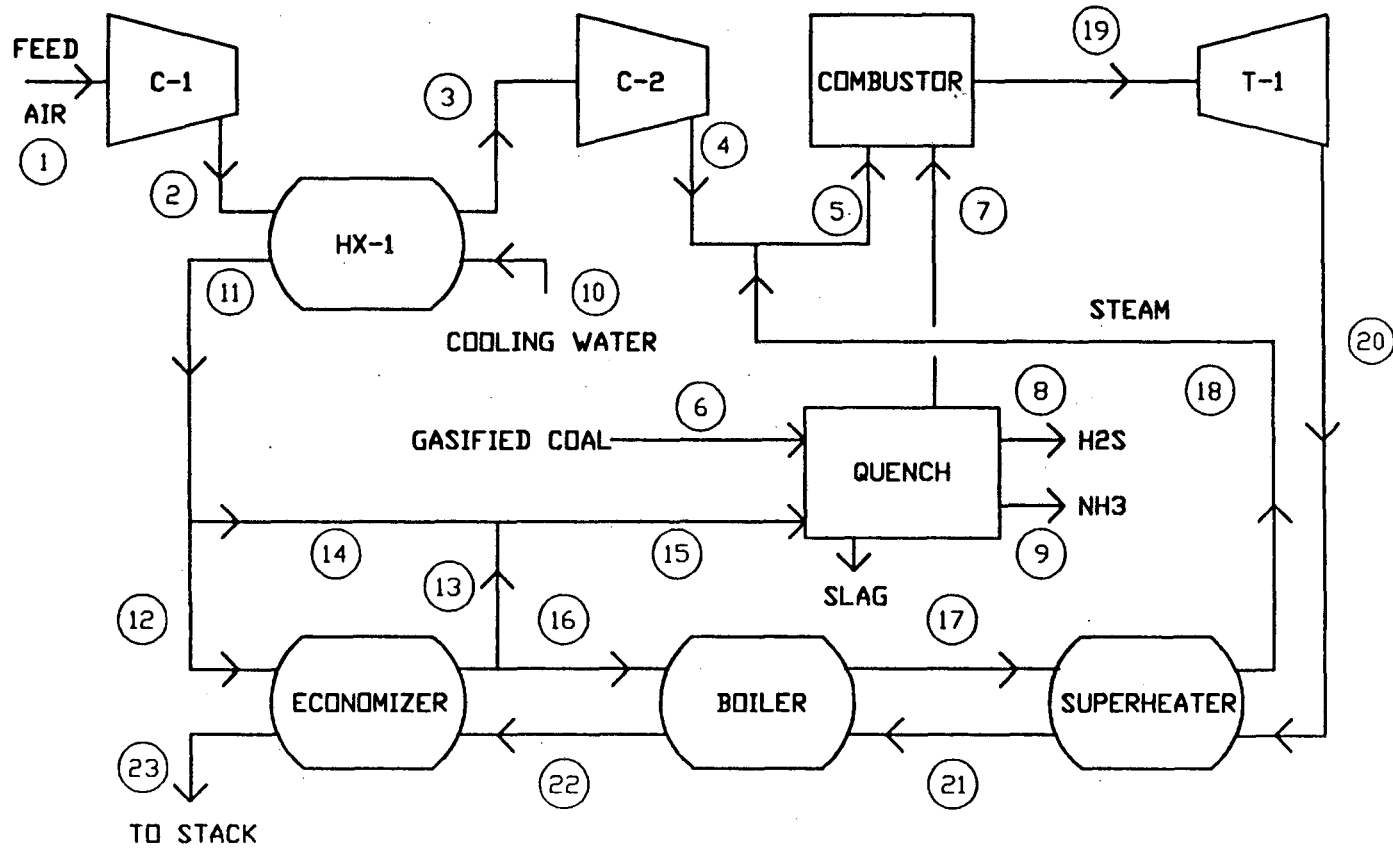 FEED
C-1
AIR
1
2
3
C-2
4
COMBUSTOR
19
T-1
HX-1
5
7
11
10
COOLING WATER
STEAM
20
18
6
8
GASIFIED COAL
H2S
QUENCH
NH3
14
15
9
13
SLAG
12
16
17
ECONOMIZER
BOILER
SUPERHEATER
23
22
21
TO STACK